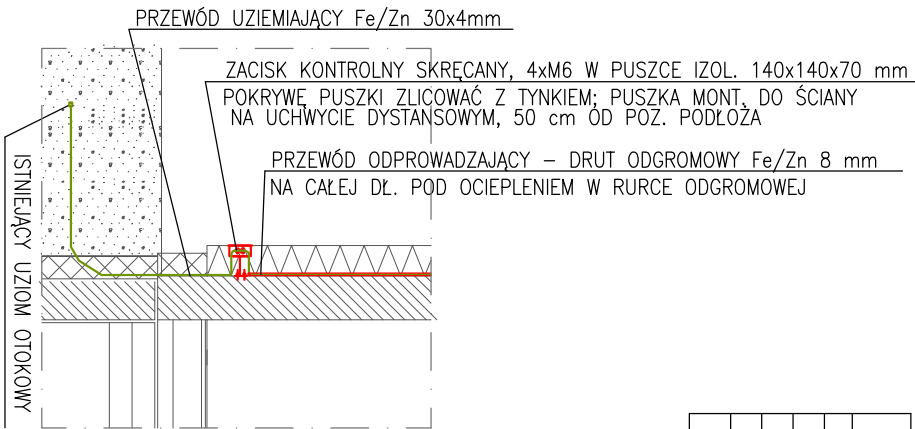 PRZEWÓD UZIEMIAJĄCY Fe/Zn 30x4mm
ZACISK KONTROLNY SKRĘCANY, 4xM6 W PUSZCE IZOL. 140x140x70 mm
POKRYWĘ PUSZKI ZLICOWAĆ Z TYNKIEM; PUSZKA MONT. DO ŚCIANY
NA UCHWYCIE DYSTANSOWYM, 50 cm OD POZ. PODŁOŻA
PRZEWÓD ODPROWADZAJĄCY – DRUT ODGROMOWY Fe/Zn 8 mm
NA CAŁEJ DŁ. POD OCIEPLENIEM W RURCE ODGROMOWEJ
ISTNIEJĄCY UZIOM OTOKOWY